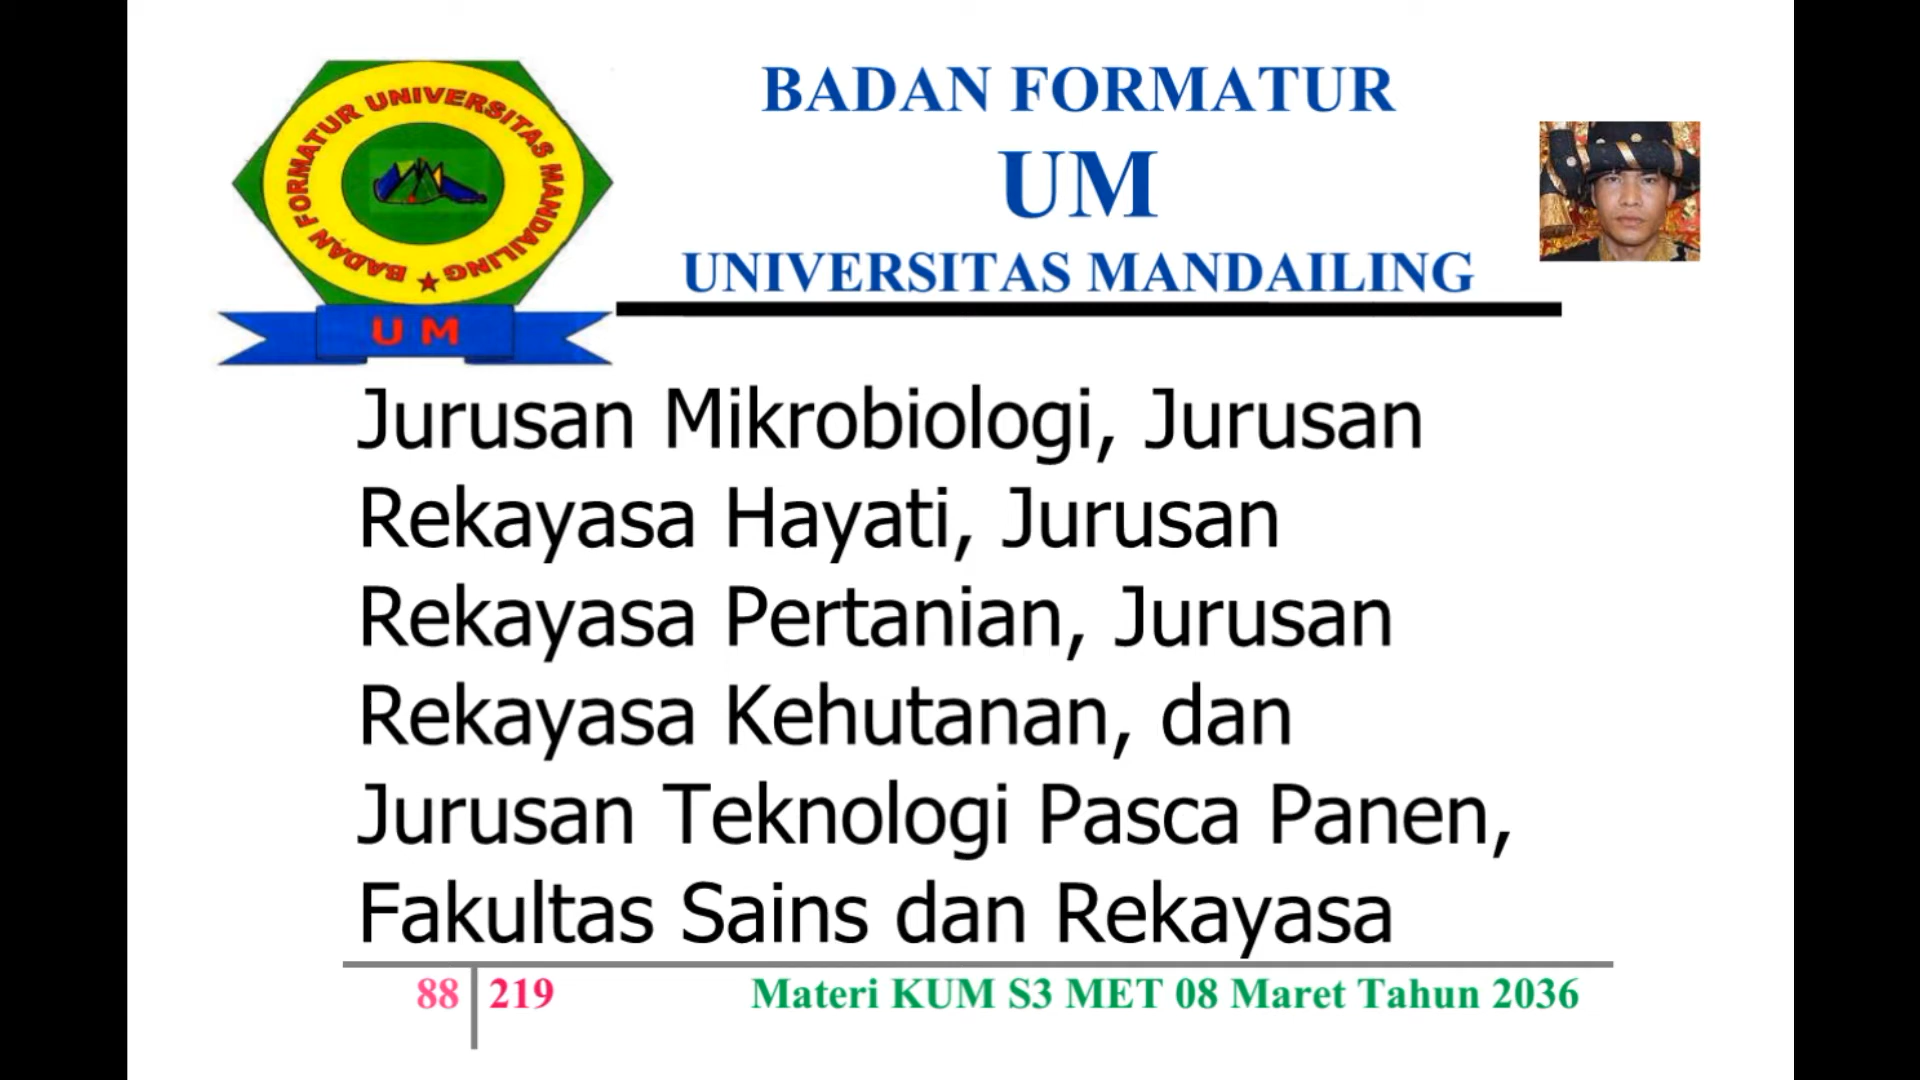 BADAN FORMATUR UNIVERSITAS MANDAILING
UM
BADAN FORMATUR
UM
UNIVERSITAS MANDAILING
Jurusan Mikrobiologi, Jurusan
Rekayasa Hayati, Jurusan
Rekayasa Pertanian, Jurusan
Rekayasa Kehutanan, dan
Jurusan Teknologi Pasca Panen,
Fakultas Sains dan Rekayasa
88 219 Materi KUM S3 MET 08 Maret Tahun 2036